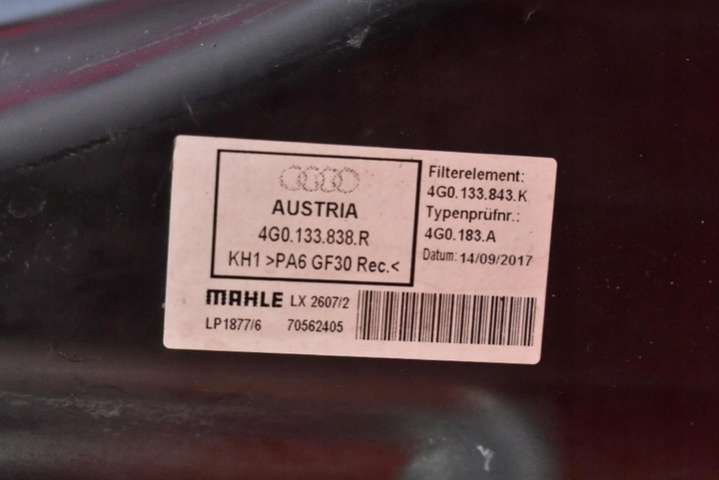 AUSTRIA
4G0.133.838.R
KH1 >PA6 GF30 Rec.<
Filterelement:
4G0.133.843.K
Typenprüfnr.:
4G0.183.A
Datum: 14/09/2017
MAHLE LX 2607/2
LP1877/6 70562405